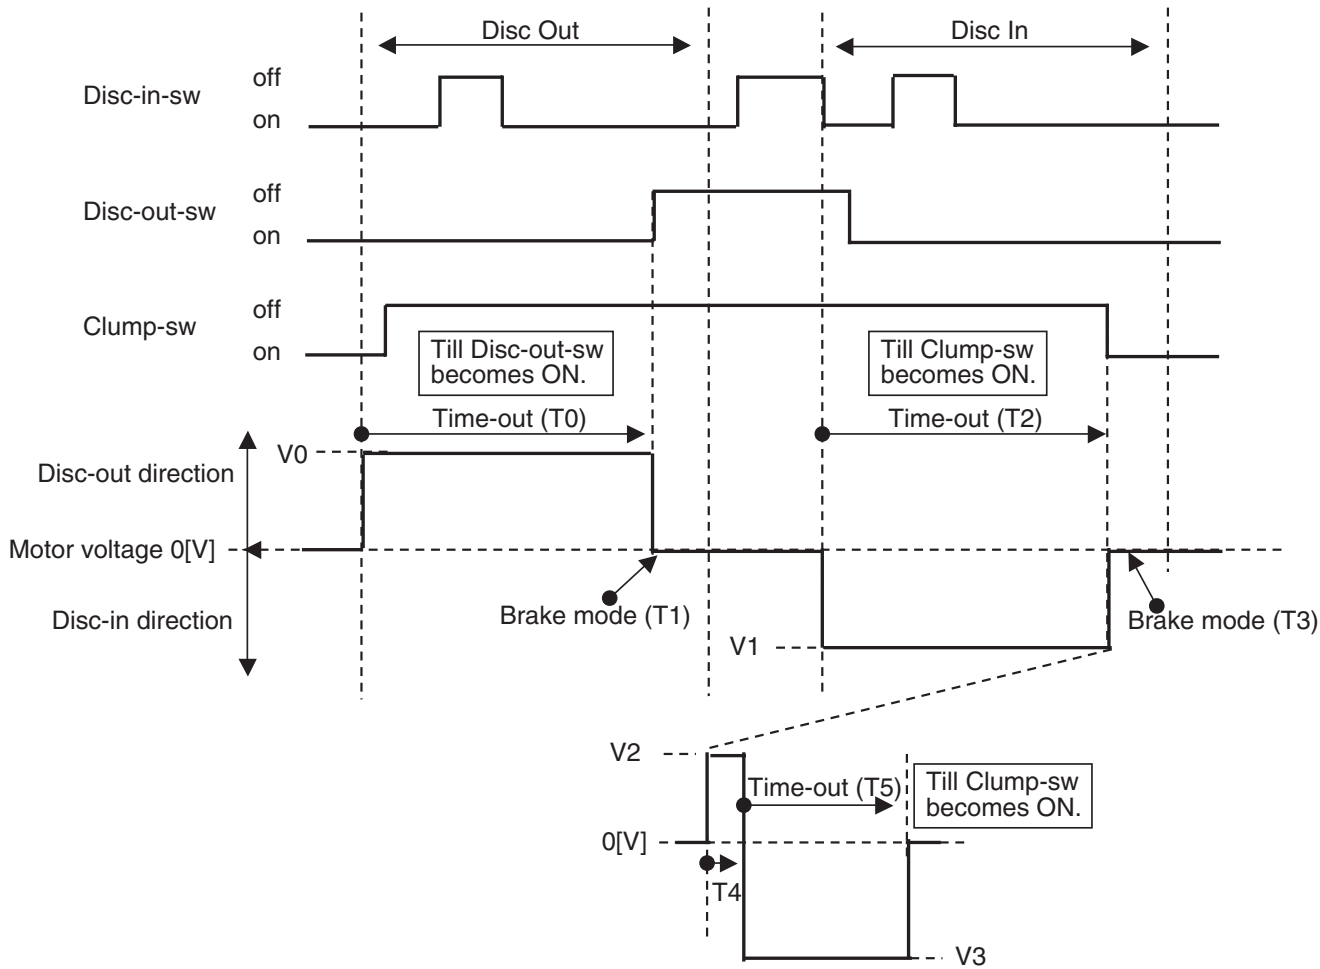 Disc Out
Disc In
Disc-in-sw
off
on
Disc-out-sw
off
on
Clump-sw
off
on
Till Disc-out-sw
becomes ON.
Till Clump-sw
becomes ON.
Time-out (T0)
Time-out (T2)
V0
Disc-out direction
Motor voltage 0[V]
Disc-in direction
Brake mode (T1)
Brake mode (T3)
V1
V2
Time-out (T5)
Till Clump-sw
becomes ON.
0[V]
T4
V3